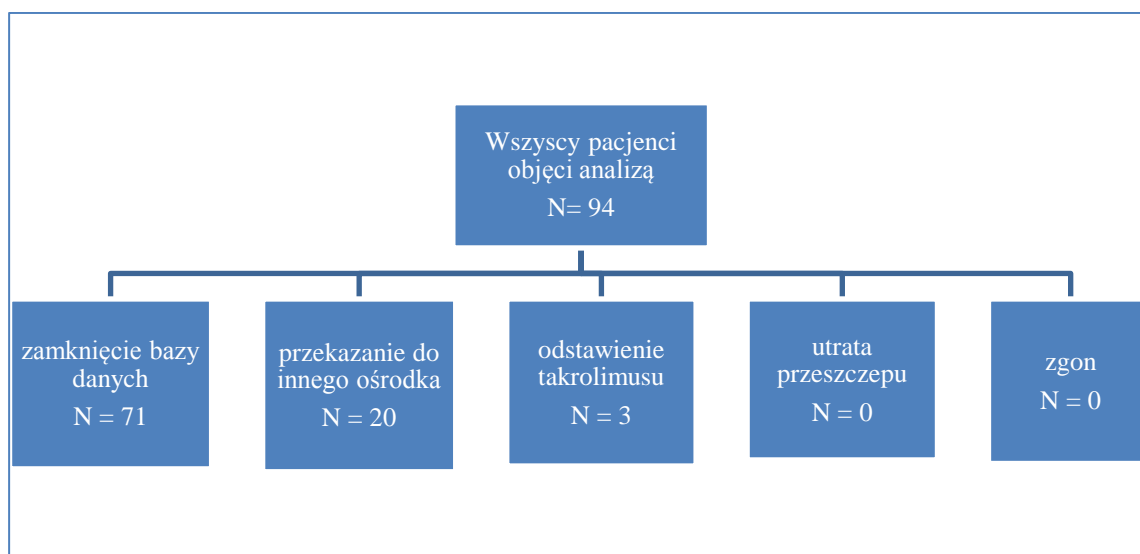 Wszyscy pacjenci
objęci analizą
N= 94
zamknięcie bazy
danych
N = 71
przekazanie do
innego ośrodka
N = 20
odstawienie
takrolimusu
N = 3
utrata
przeszczepu
N = 0
zgon
N = 0